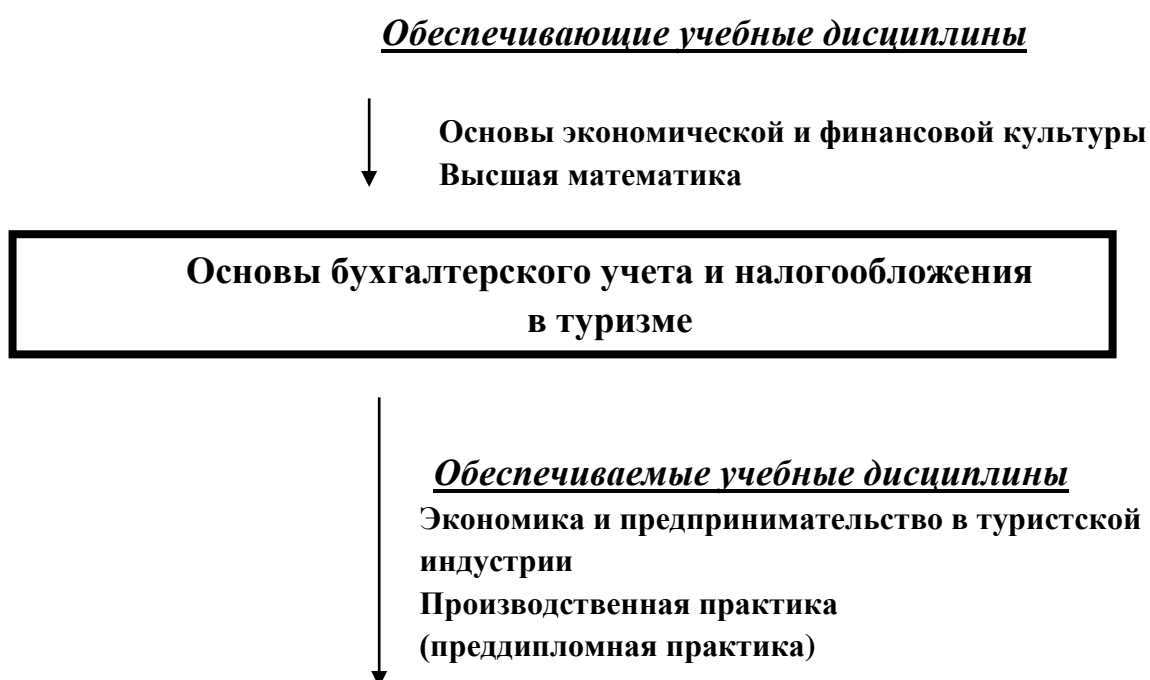 Обеспечивающие учебные дисциплины
Основы экономической и финансовой культуры
Высшая математика
Основы бухгалтерского учета и налогообложения
в туризме
Обеспечиваемые учебные дисциплины
Экономика и предпринимательство в туристской
индустрии
Производственная практика
(преддипломная практика)